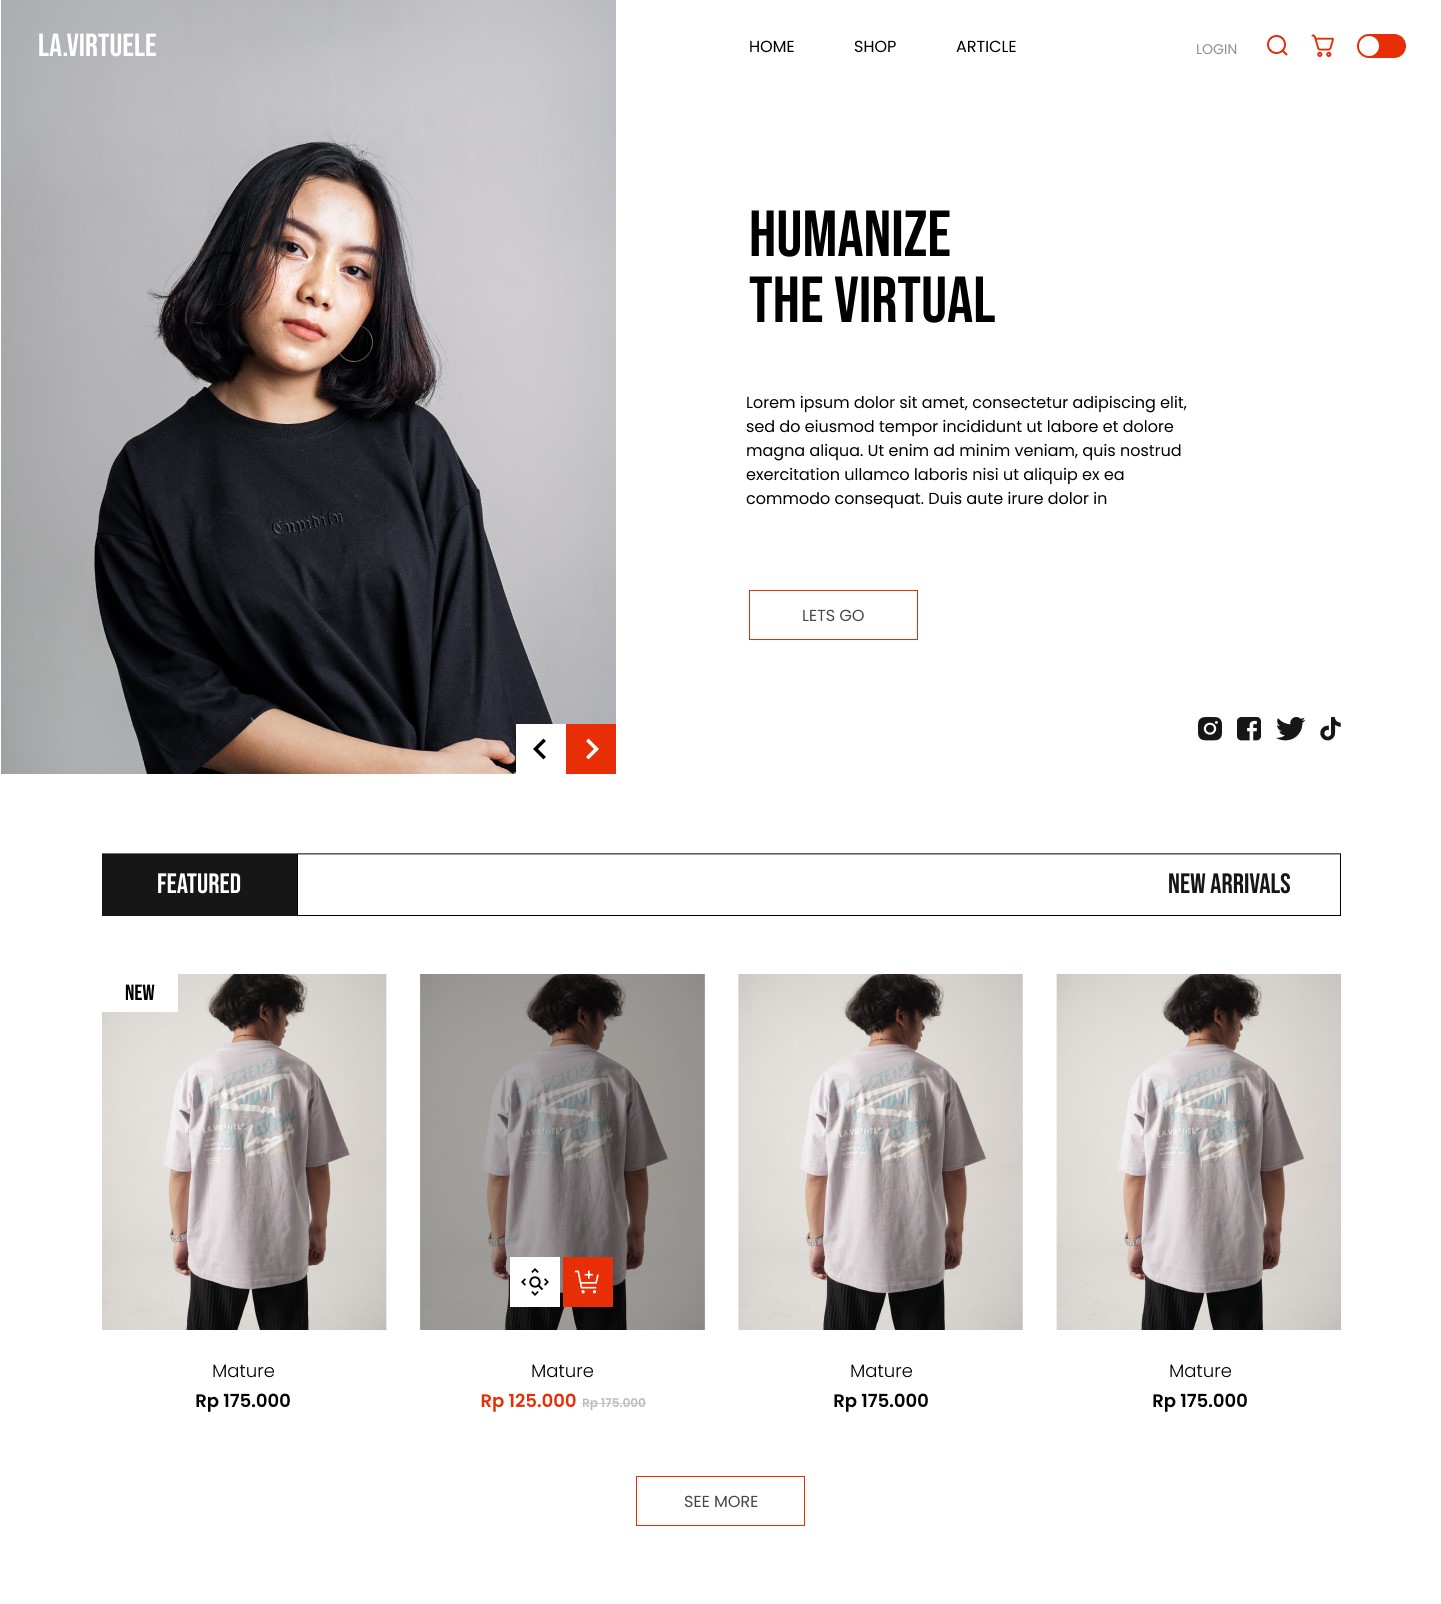 LA.VIRTUELE
HOME
SHOP
ARTICLE
LOGIN
HUMANIZE
THE VIRTUAL
Cupidity
Lorem ipsum dolor sit amet, consectetur adipiscing elit,
sed do eiusmod tempor incididunt ut labore et dolore
magna aliqua. Ut enim ad minim veniam, quis nostrud
exercitation ullamco laboris nisi ut aliquip ex ea
commodo consequat. Duis aute irure dolor in
LETS GO
FEATURED
NEW ARRIVALS
NEW
Mature
Rp 175.000
Mature
Rp 125.000 Rp 175.000
Mature
Rp 175.000
Mature
Rp 175.000
SEE MORE